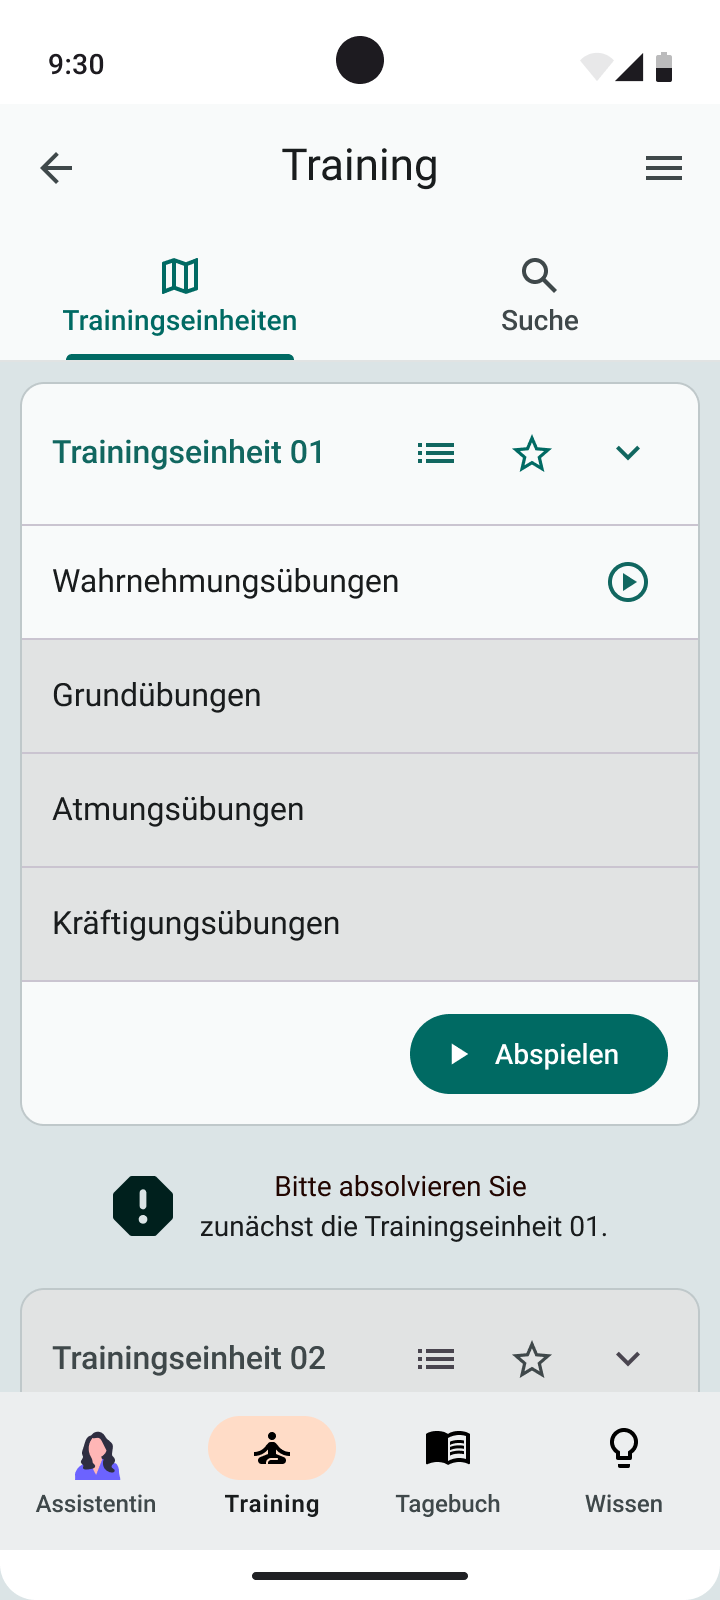 9:30
Training
Trainingseinheiten
Suche
Trainingseinheit 01
Wahrnehmungsübungen
Grundübungen
Atmungsübungen
Kräftigungsübungen
Abspielen
Bitte absolvieren Sie
zunächst die Trainingseinheit 01.
Trainingseinheit 02
Assistentin
Training
Tagebuch
Wissen